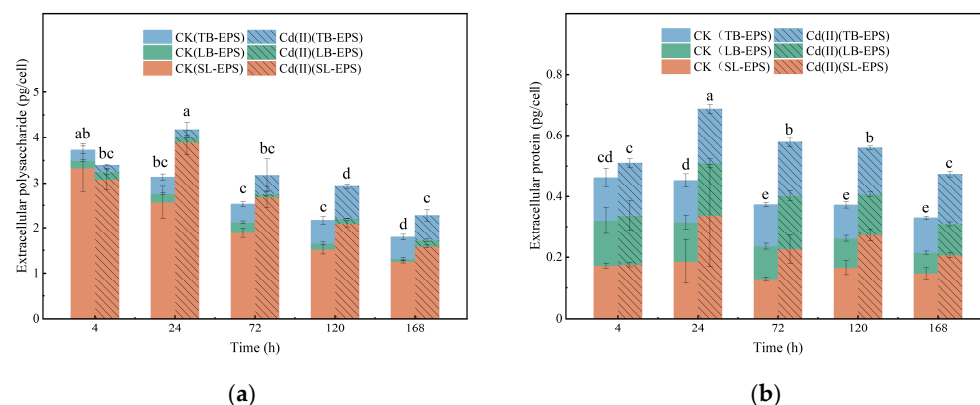 CK(TB-EPS) Cd(II)(TB-EPS)
CK(LB-EPS) Cd(II)(LB-EPS)
CK(SL-EPS) Cd(II)(SL-EPS)
Extracellular polysaccharide (pg/cell)
5
4
3
2
1
0
ab
bc
bc
a
c
bc
c
d
d
c
4 24 72 120 168
Time (h)
(a)
CK（TB-EPS) Cd(II)(TB-EPS)
CK（LB-EPS) Cd(II)(LB-EPS)
CK（SL-EPS) Cd(II)(SL-EPS)
Extracellular protein (pg/cell)
0.8
0.6
0.4
0.2
0
cd
c
d
a
e
b
e
b
e
c
4 24 72 120 168
Time (h)
(b)